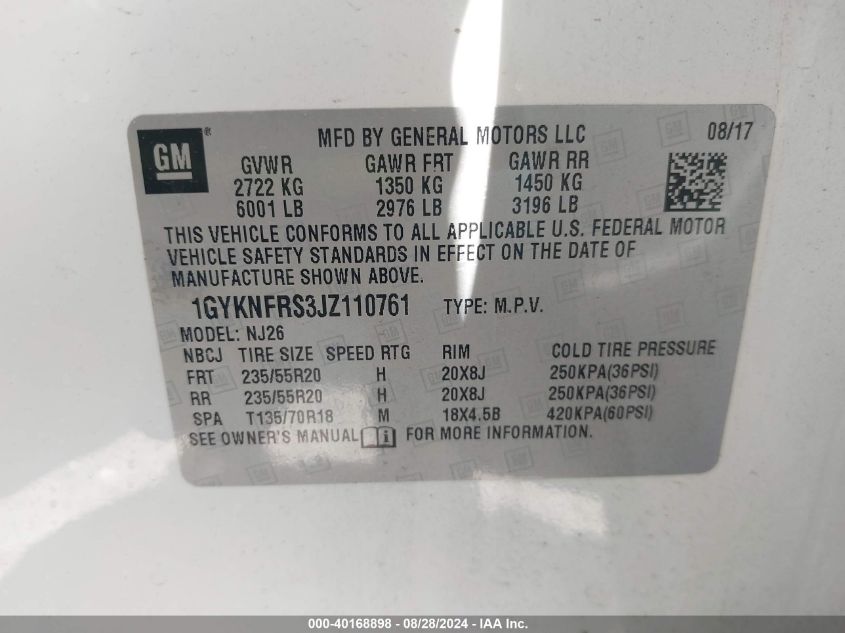 GM ® MFD BY GENERAL MOTORS LLC 08/17
GVWR GAWR FRT GAWR RR
2722 KG 1350 KG 1450 KG
6001 LB 2976 LB 3196 LB
THIS VEHICLE CONFORMS TO ALL APPLICABLE U.S. FEDERAL MOTOR
VEHICLE SAFETY STANDARDS IN EFFECT ON THE DATE OF
MANUFACTURE SHOWN ABOVE.
1GYKNFRS3JZ110761 TYPE: M.P.V.
MODEL: NJ26
NBCJ TIRE SIZE SPEED RTG RIM COLD TIRE PRESSURE
FRT 235/55R20 H 20X8J 250KPA(36PSI)
RR 235/55R20 H 20X8J 250KPA(36PSI)
SPA T135/70R18 M 18X4.5B 420KPA(60PSI)
SEE OWNER'S MANUAL i FOR MORE INFORMATION.
000-40168898 - 08/28/2024 - IAA Inc.